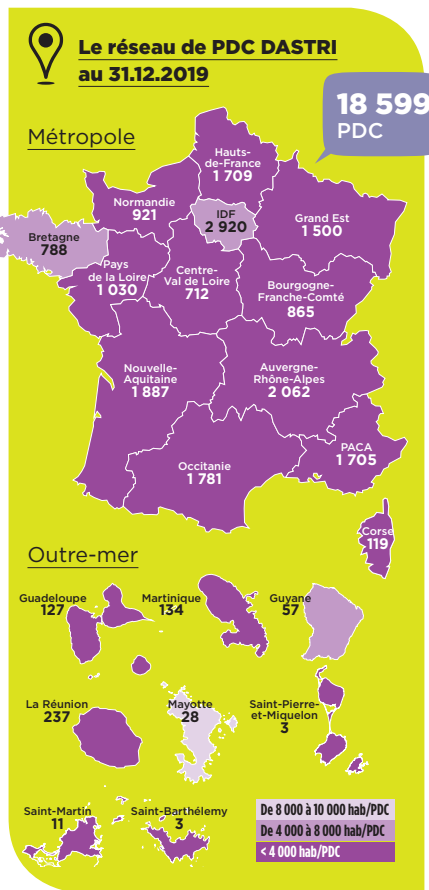 Le réseau de PDC DASTRI
au 31.12.2019
18 599
PDC
Métropole
Hauts-
de-France
1 709
Normandie
921
IDF
2 920
Grand Est
1 500
Bretagne
788
Pays
de la Loire
1 030
Centre-
Val de Loire
712
Bourgogne-
Franche-Comté
865
Nouvelle-
Aquitaine
1 887
Auvergne-
Rhône-Alpes
2 062
PACA
1 705
Occitanie
1 781
Corse
119
Outre-mer
Guadeloupe
127
Martinique
134
Guyane
57
La Réunion
237
Mayotte
28
Saint-Pierre-
et-Miquelon
3
Saint-Martin
11
Saint-Barthélemy
3
De 8 000 à 10 000 hab/PDC
De 4 000 à 8 000 hab/PDC
< 4 000 hab/PDC